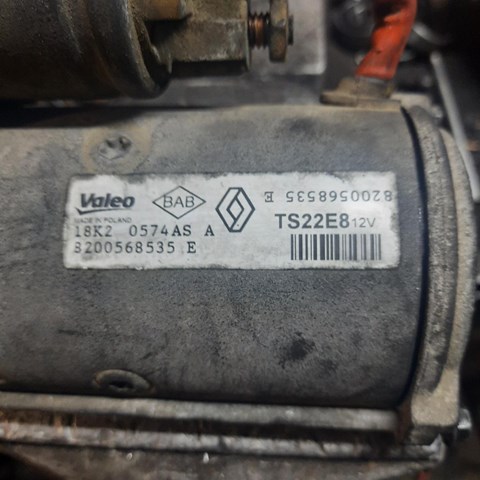 Valeo
MADE IN POLAND
18K2 0574AS A
8200568535 E
BAB
8200568535 E
TS22E8 12V